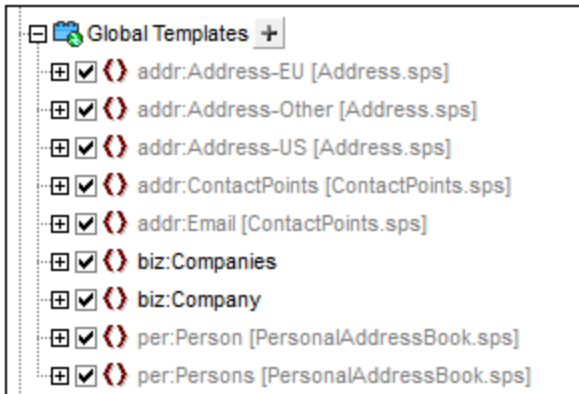 Global Templates
addr:Address-EU [Address.sps]
addr:Address-Other [Address.sps]
addr:Address-US [Address.sps]
addr:ContactPoints [ContactPoints.sps]
addr:Email [ContactPoints.sps]
biz:Companies
biz:Company
per:Person [PersonalAddressBook.sps]
per:Persons [PersonalAddressBook.sps]